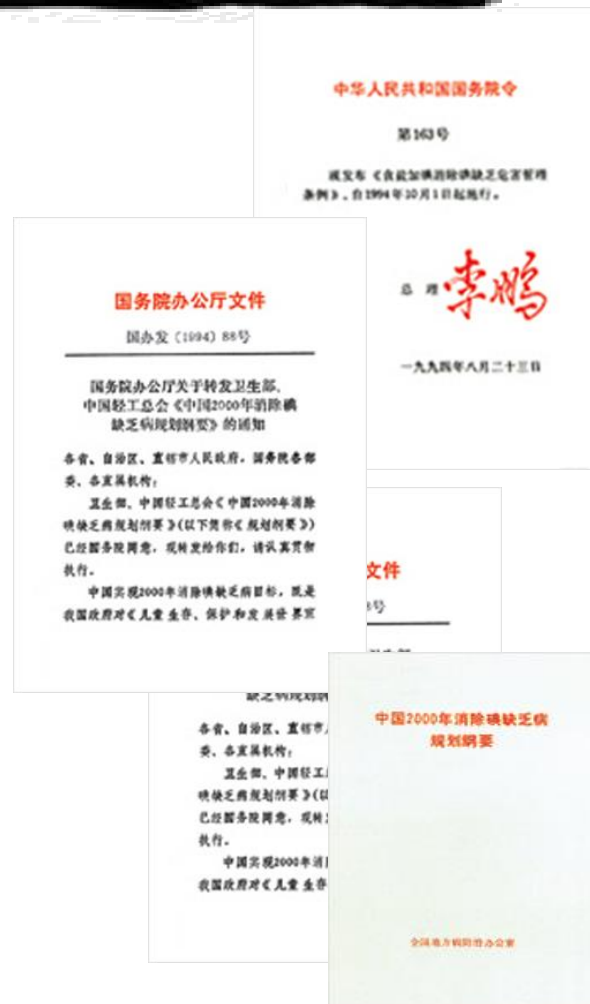 中华人民共和国国务院令
第163号
现发布《食盐加碘消除碘缺乏危害管理
条例》，自1994年10月1日起施行。
总 理 李鹏
一九九四年八月二十三日
国务院办公厅文件
国办发〔1994〕88号
国务院办公厅关于转发卫生部、
中国轻工总会《中国2000年消除碘
缺乏病规划纲要》的通知
各省、自治区、直辖市人民政府，国务院各部
委、各直属机构：
卫生部、中国轻工总会《中国2000年消除
碘缺乏病规划纲要》(以下简称《规划纲要》)
已经国务院同意，现转发给你们，请认真贯彻
执行。
中国实现2000年消除碘缺乏病目标，既是
我国政府对《儿童生存、保护和发展世界宣
文件
8号
缺乏病规划纲
各省、自治区、直辖市人
委、各直属机构：
卫生部、中国轻工
碘缺乏病规划纲要》(以
已经国务院同意，现转
执行。
中国实现2000年消
我国政府对《儿童生存
中国2000年消除碘缺乏病
规划纲要
全国地方病防治办公室